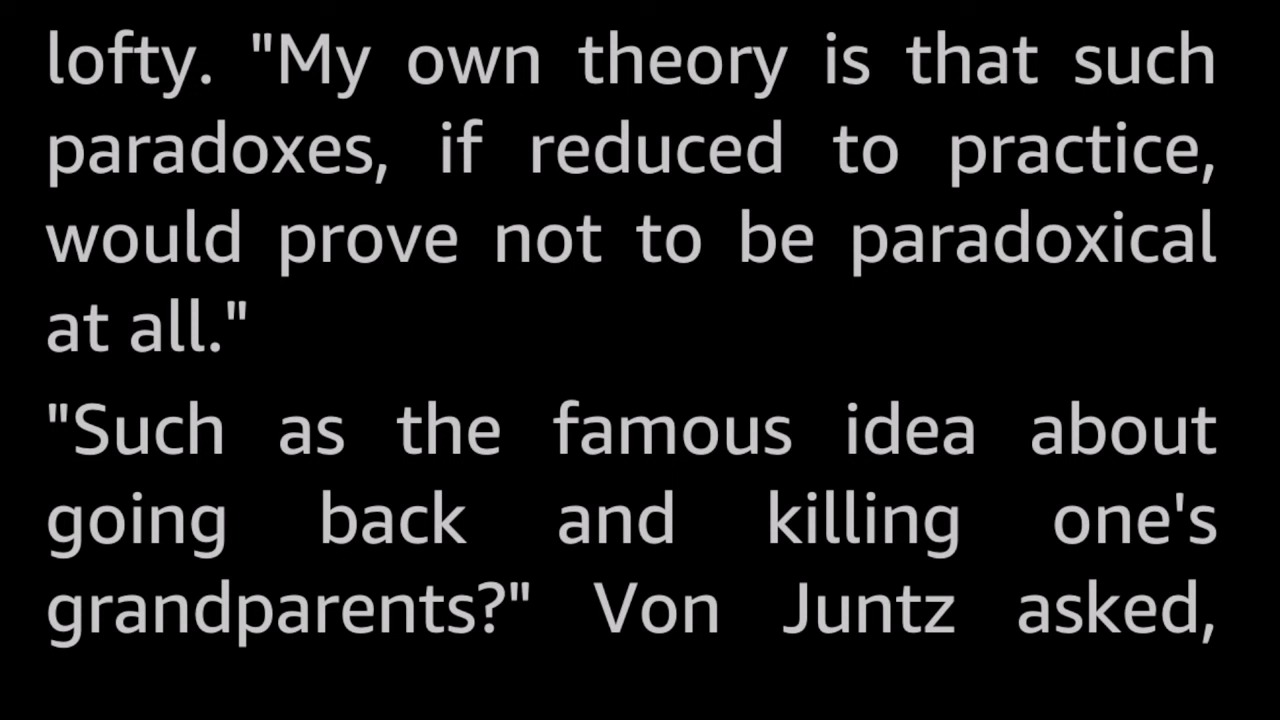 lofty. "My own theory is that such
paradoxes, if reduced to practice,
would prove not to be paradoxical
at all."
"Such as the famous idea about
going back and killing one's
grandparents?" Von Juntz asked,